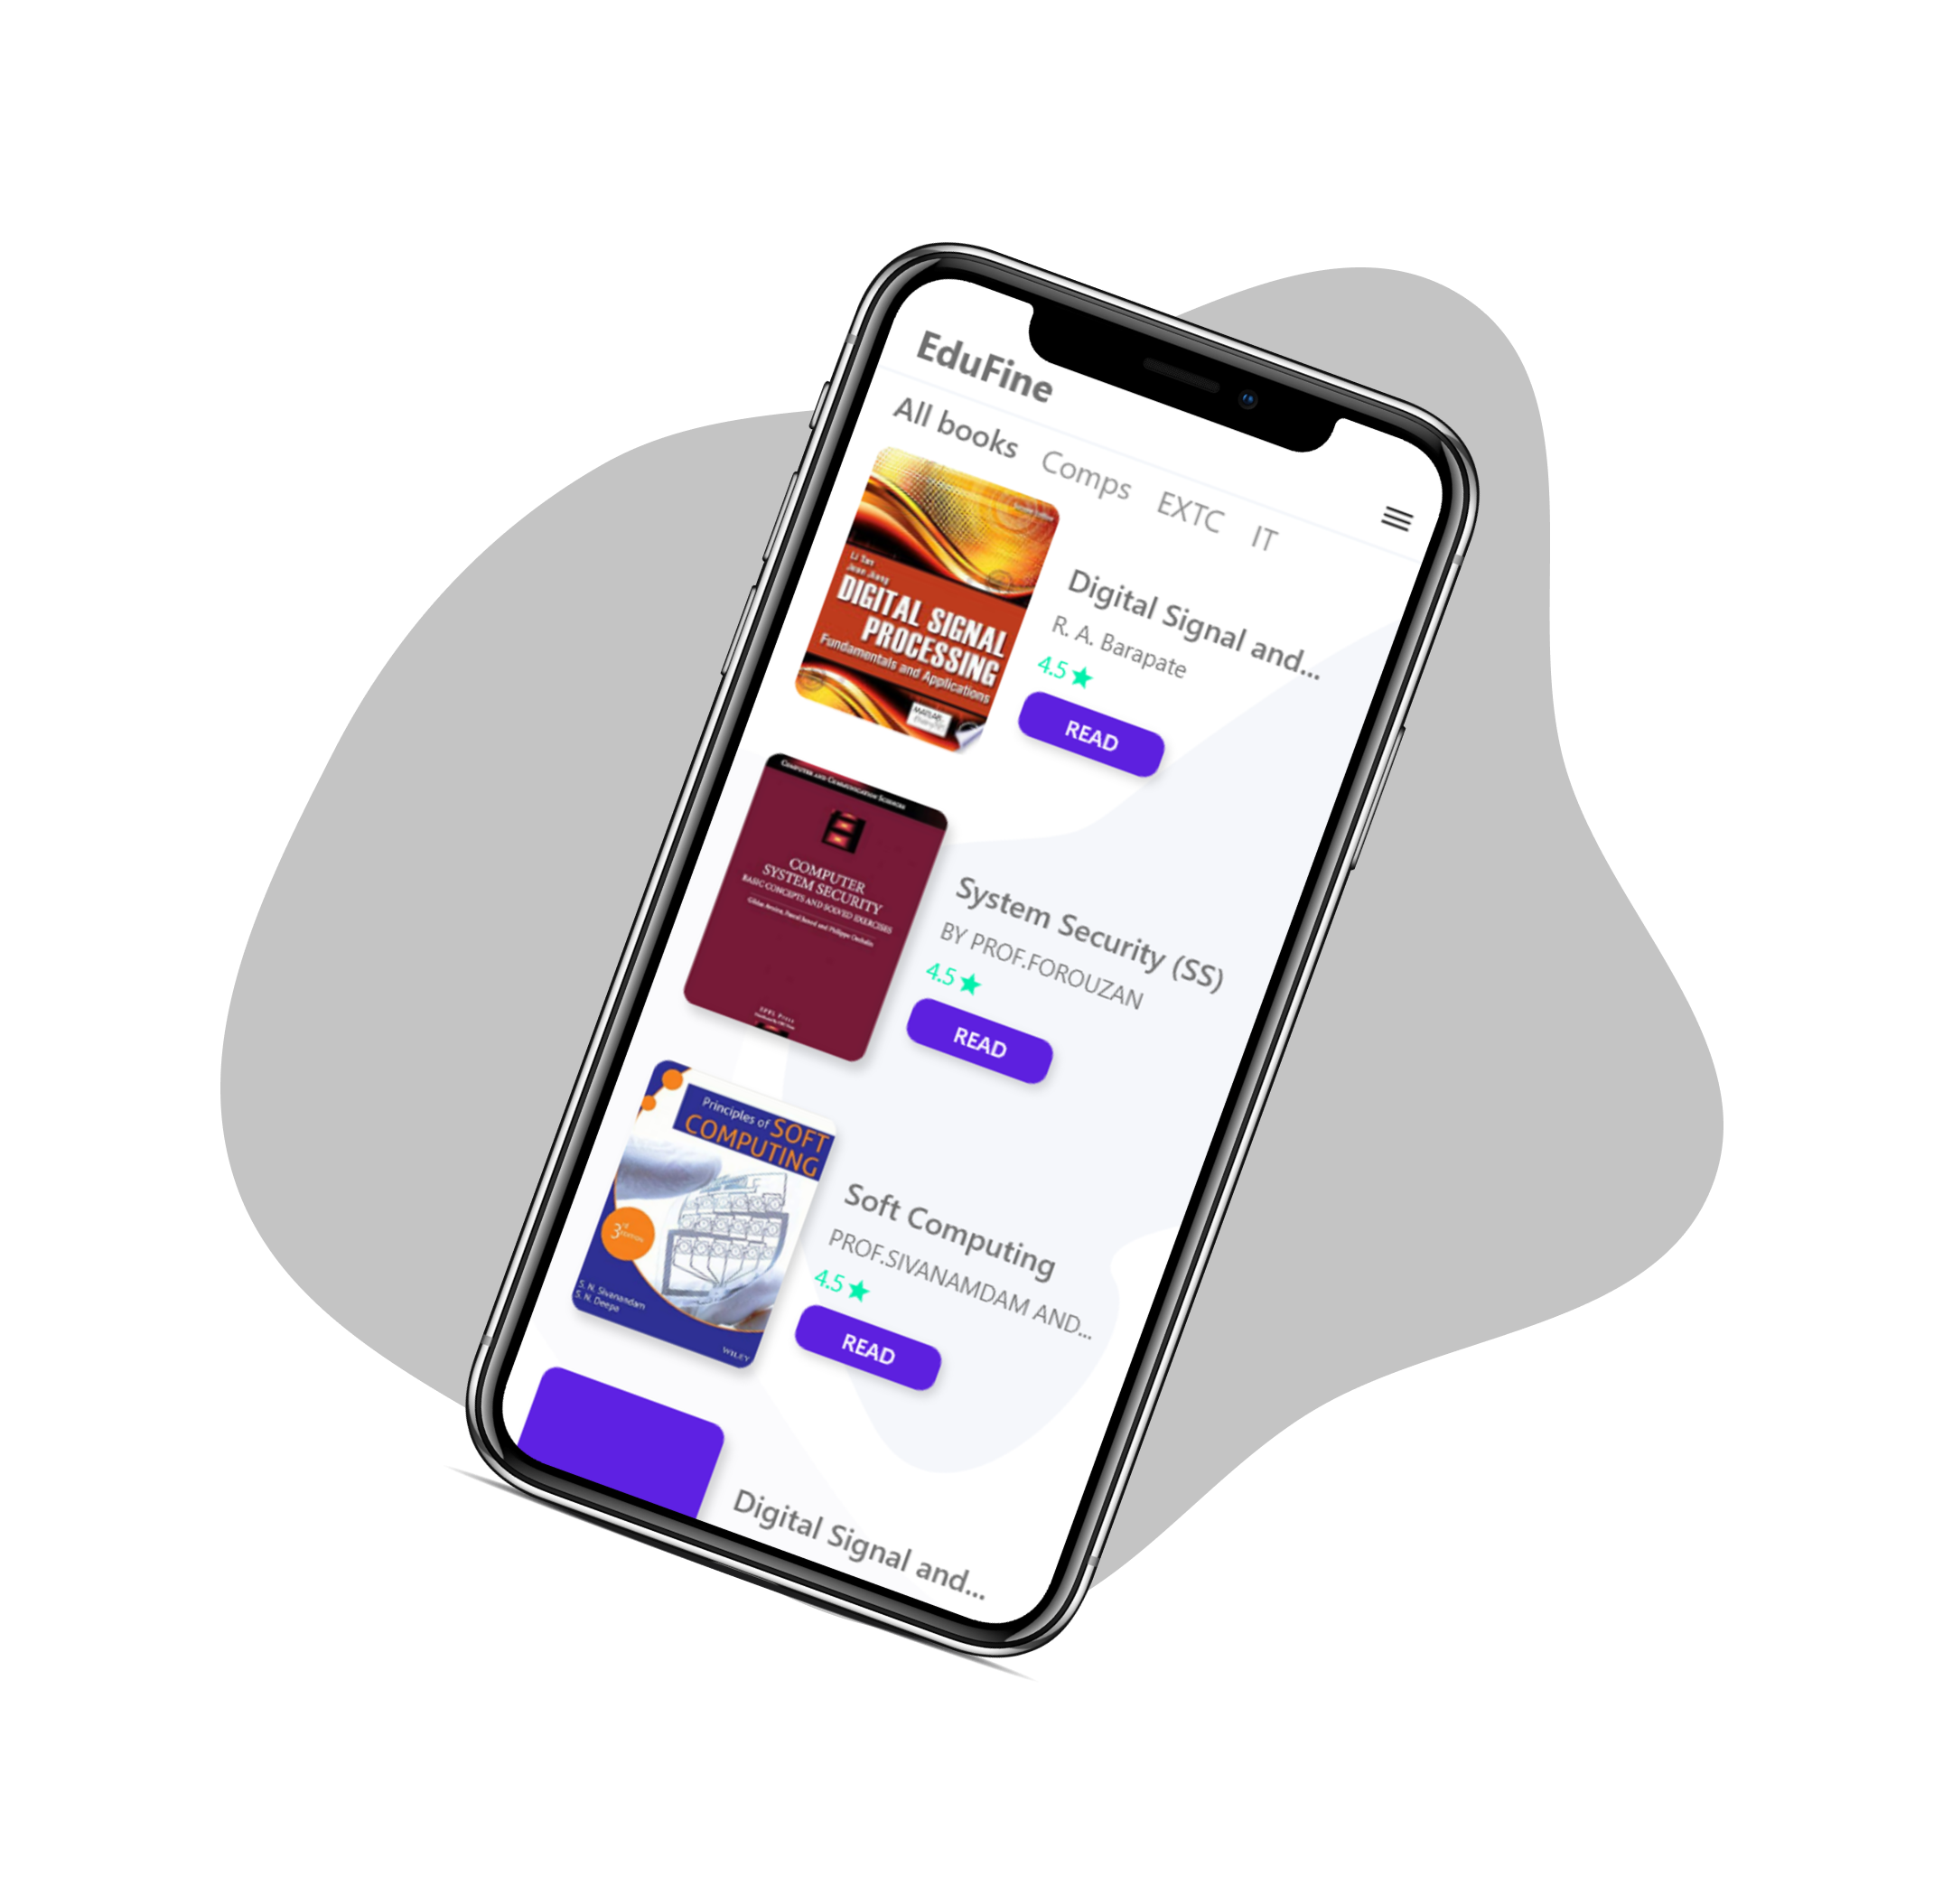 EduFine
All books Comps EXTC IT
Li Tan
Jean Jiang
DIGITAL SIGNAL
PROCESSING
Fundamentals and Applications
MATLAB
Digital Signal and...
R. A. Barapate
4.5
READ
COMPUTER AND COMMUNICATION SCIENCES
COMPUTER
SYSTEM SECURITY
BASIC CONCEPTS AND SOLVED EXERCISES
EPFL Press
System Security (SS)
BY PROF.FOROUZAN
4.5
READ
Principles of SOFT
COMPUTING
3RD
EDITION
S. N. Sivanandam
S. N. Deepa
WILEY
Soft Computing
PROF.SIVANAMDAM AND...
4.5
READ
Digital Signal and...